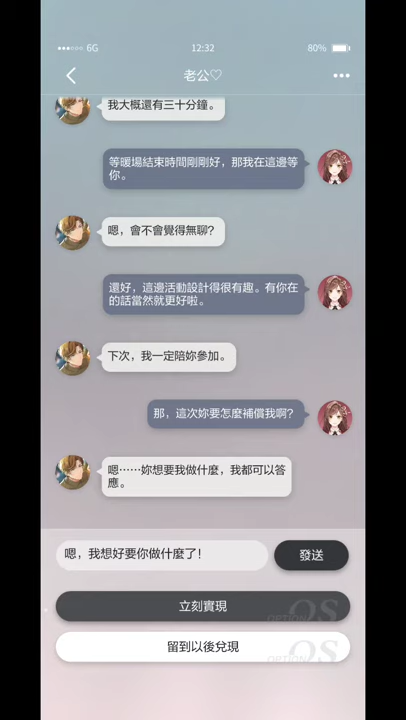 6G
12:32
80%
老公♡
我大概還有三十分鐘。
等暖場結束時間剛剛好，那我在這邊等
你。
嗯，會不會覺得無聊？
還好，這邊活動設計得很有趣。有你在
的話當然就更好啦。
下次，我一定陪妳參加。
那，這次妳要怎麼補償我啊？
嗯……妳想要我做什麼，我都可以答
應。
嗯，我想好要你做什麼了！
發送
立刻實現
OPTION OS
留到以後兌現
OPTION OS